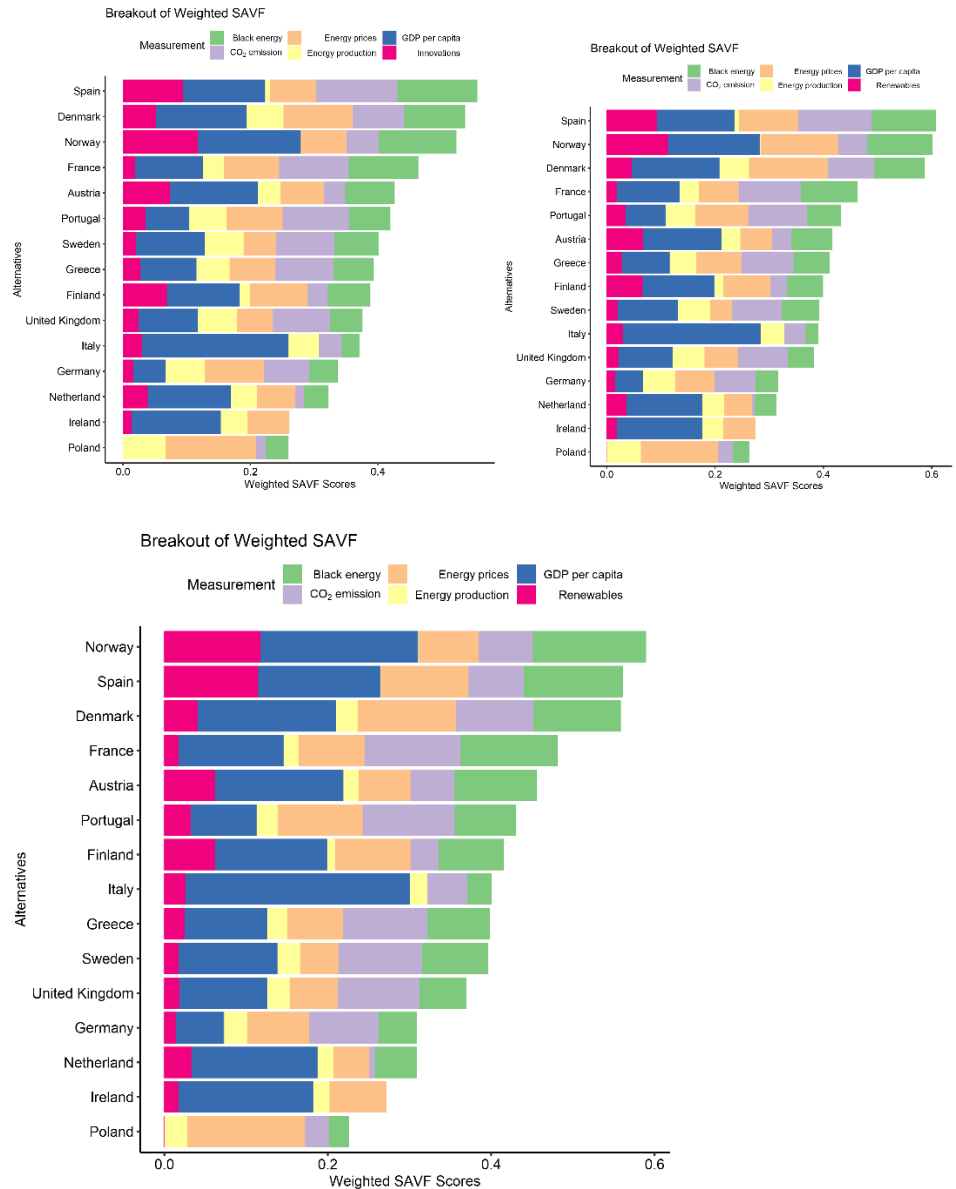 Breakout of Weighted SAVF
Measurement
Black energy Energy prices GDP per capita
CO2 emission Energy production Innovations
Alternatives
Spain
Denmark
Norway
France
Austria
Portugal
Sweden
Greece
Finland
United Kingdom
Italy
Germany
Netherland
Ireland
Poland
0.0 0.2 0.4
Weighted SAVF Scores
Breakout of Weighted SAVF
Measurement
Black energy Energy prices GDP per capita
CO2 emission Energy production Renewables
Alternatives
Spain
Norway
Denmark
France
Portugal
Austria
Greece
Finland
Sweden
Italy
United Kingdom
Germany
Netherland
Ireland
Poland
0.0 0.2 0.4 0.6
Weighted SAVF Scores
Breakout of Weighted SAVF
Measurement
Black energy Energy prices GDP per capita
CO2 emission Energy production Renewables
Alternatives
Norway
Spain
Denmark
France
Austria
Portugal
Finland
Italy
Greece
Sweden
United Kingdom
Germany
Netherland
Ireland
Poland
0.0 0.2 0.4 0.6
Weighted SAVF Scores